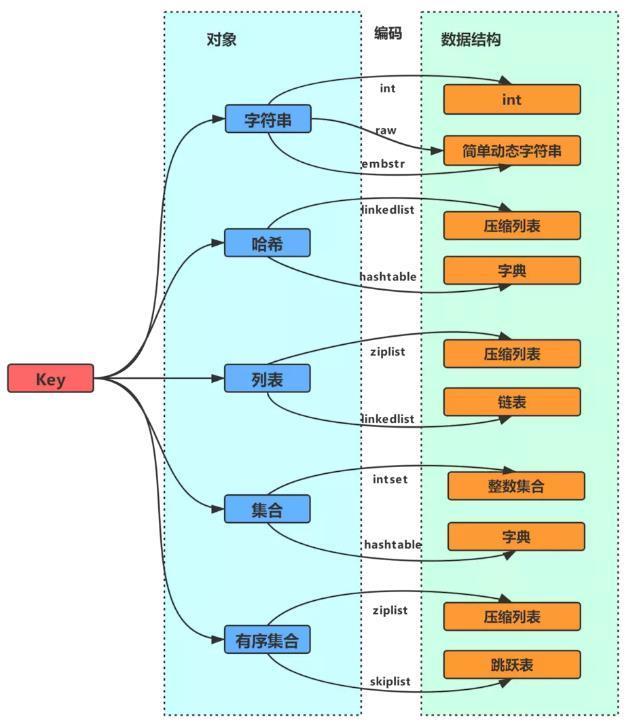 对象
编码
数据结构
int
int
字符串
raw
简单动态字符串
embstr
linkedlist
压缩列表
哈希
hashtable
字典
ziplist
压缩列表
Key
列表
链表
linkedlist
intset
整数集合
集合
hashtable
字典
ziplist
压缩列表
有序集合
skiplist
跳跃表